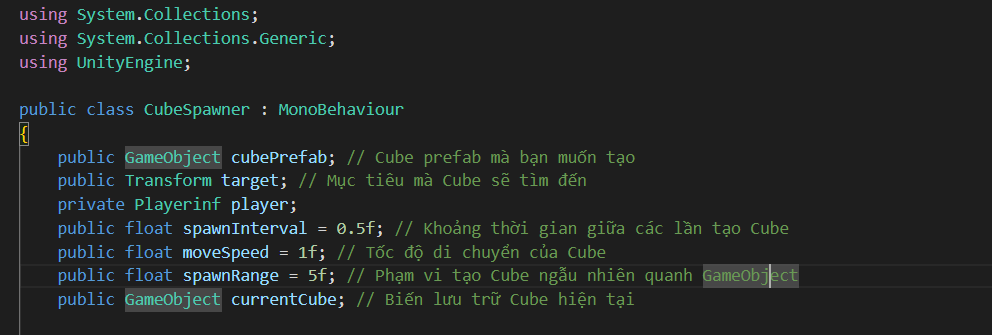 using System.Collections;
using System.Collections.Generic;
using UnityEngine;
public class CubeSpawner : MonoBehaviour
{
public GameObject cubePrefab; // Cube prefab mà bạn muốn tạo
public Transform target; // Mục tiêu mà Cube sẽ tìm đến
private Playerinf player;
public float spawnInterval = 0.5f; // Khoảng thời gian giữa các lần tạo Cube
public float moveSpeed = 1f; // Tốc độ di chuyển của Cube
public float spawnRange = 5f; // Phạm vi tạo Cube ngẫu nhiên quanh GameObject
public GameObject currentCube; // Biến lưu trữ Cube hiện tại